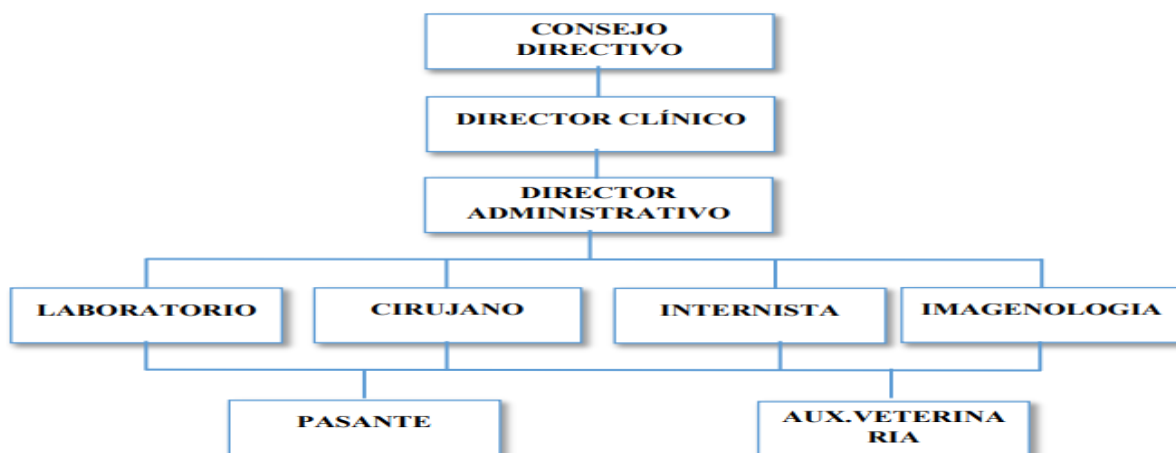 CONSEJO
DIRECTIVO
DIRECTOR CLÍNICO
DIRECTOR
ADMINISTRATIVO
LABORATORIO
CIRUJANO
INTERNISTA
IMAGENOLOGIA
PASANTE
AUX.VETERINA
RIA